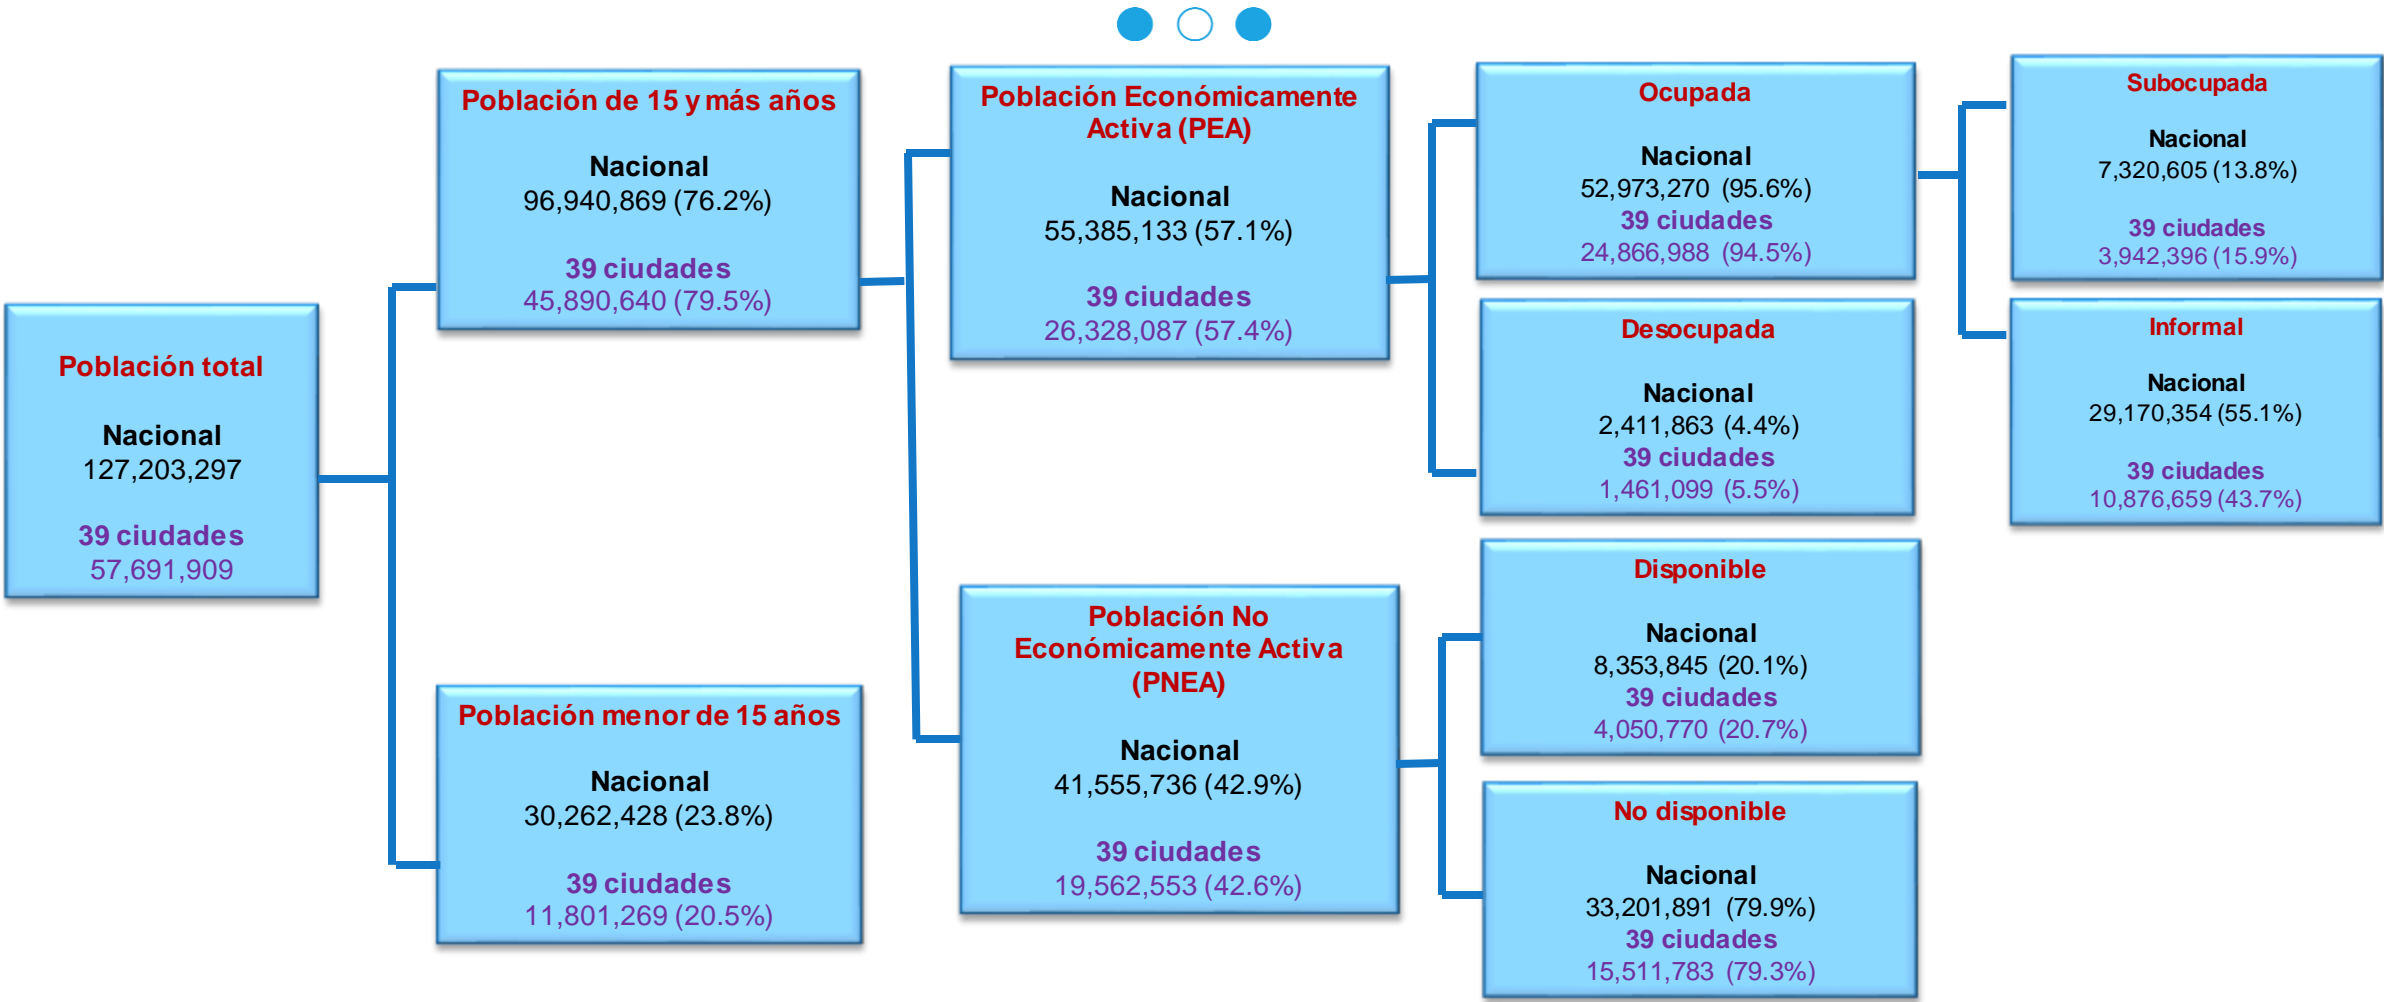 Población total
Nacional
127,203,297
39 ciudades
57,691,909
Población de 15 y más años
Nacional
96,940,869 (76.2%)
39 ciudades
45,890,640 (79.5%)
Población menor de 15 años
Nacional
30,262,428 (23.8%)
39 ciudades
11,801,269 (20.5%)
Población Económicamente
Activa (PEA)
Nacional
55,385,133 (57.1%)
39 ciudades
26,328,087 (57.4%)
Población No
Económicamente Activa
(PNEA)
Nacional
41,555,736 (42.9%)
39 ciudades
19,562,553 (42.6%)
Ocupada
Nacional
52,973,270 (95.6%)
39 ciudades
24,866,988 (94.5%)
Desocupada
Nacional
2,411,863 (4.4%)
39 ciudades
1,461,099 (5.5%)
Disponible
Nacional
8,353,845 (20.1%)
39 ciudades
4,050,770 (20.7%)
No disponible
Nacional
33,201,891 (79.9%)
39 ciudades
15,511,783 (79.3%)
Subocupada
Nacional
7,320,605 (13.8%)
39 ciudades
3,942,396 (15.9%)
Informal
Nacional
29,170,354 (55.1%)
39 ciudades
10,876,659 (43.7%)